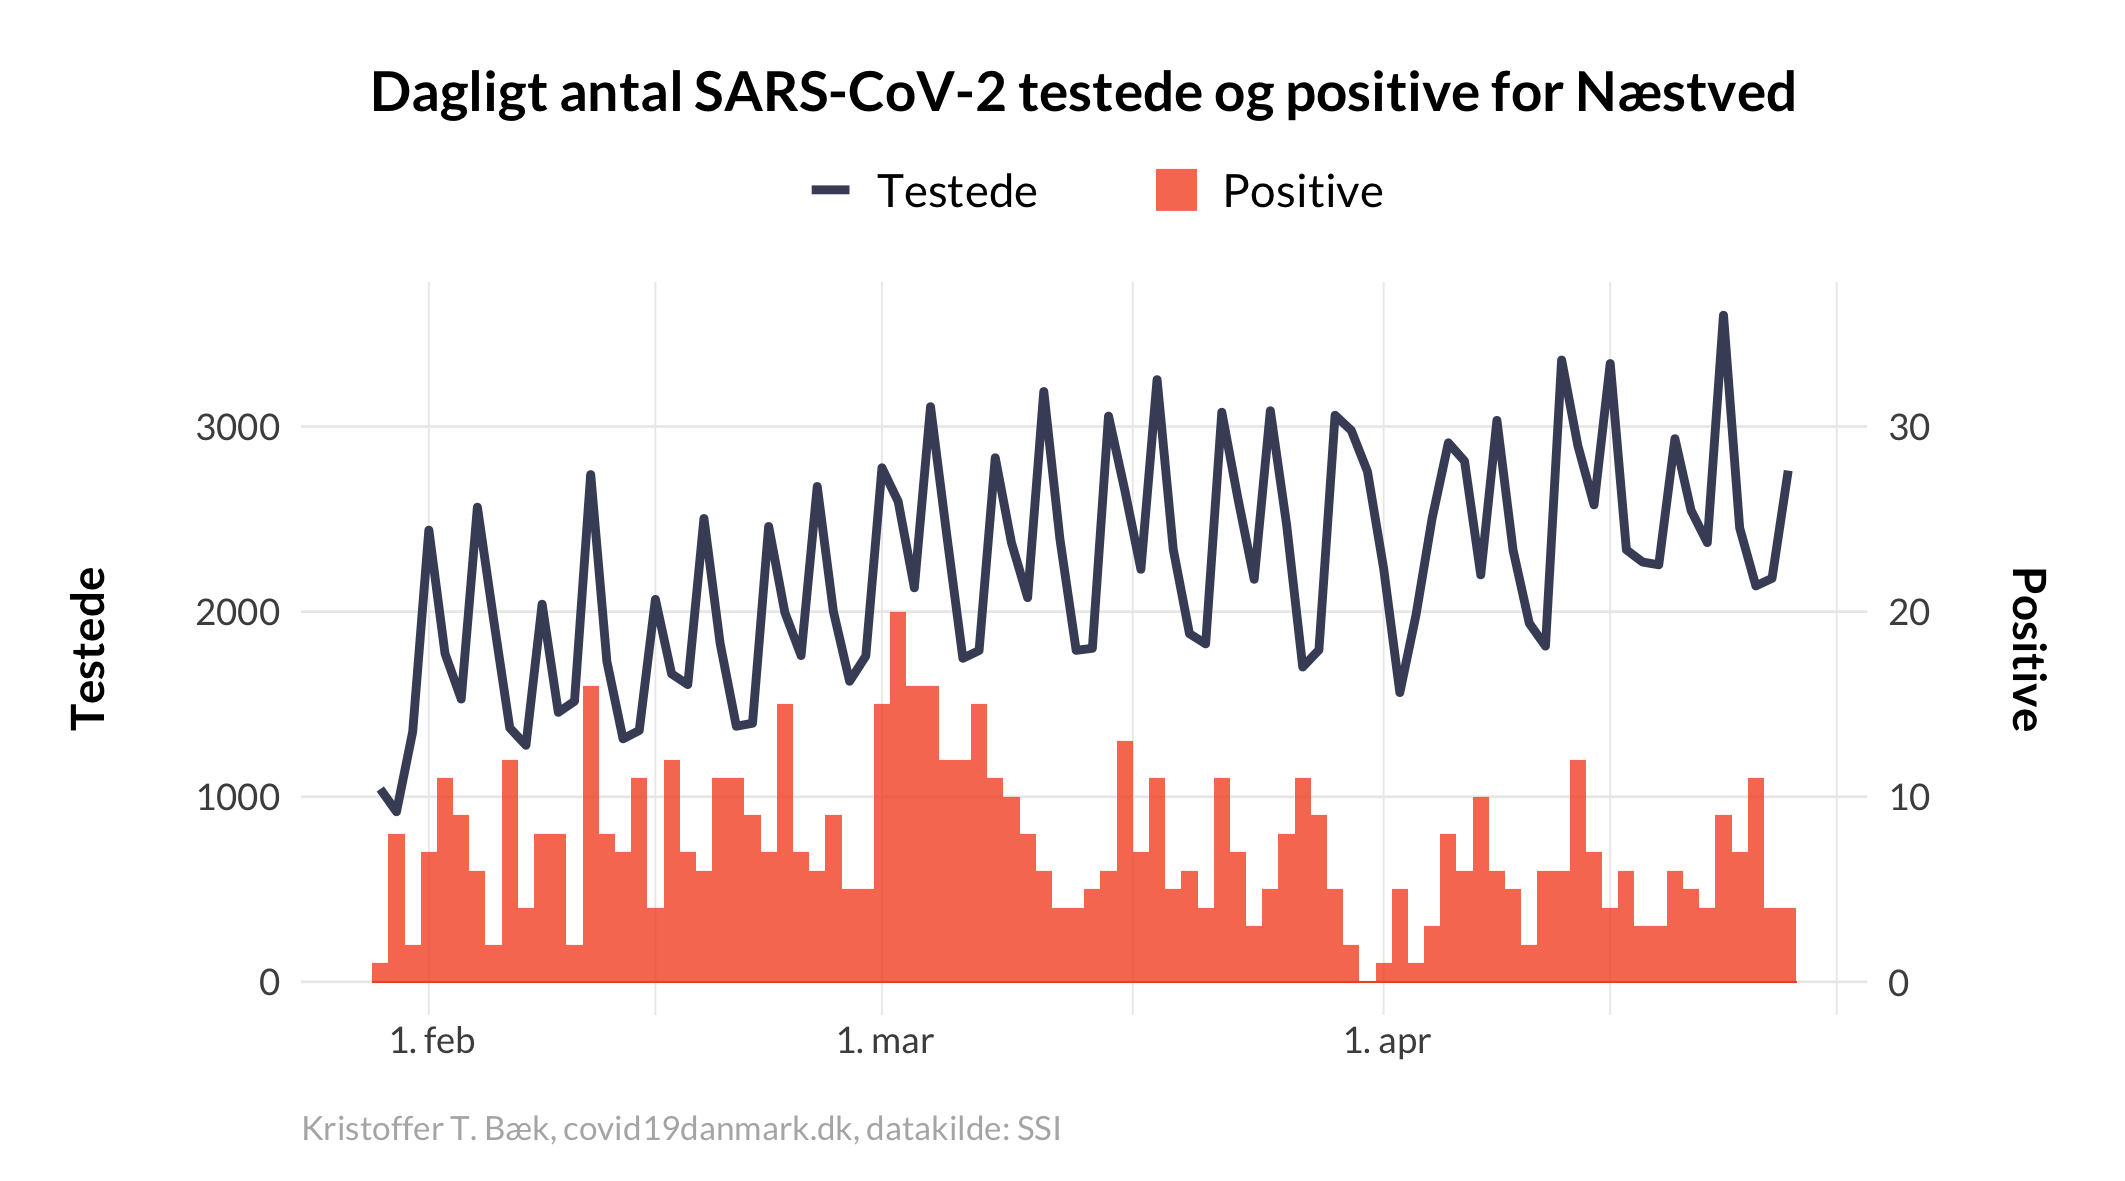 Dagligt antal SARS-CoV-2 testede og positive for Næstved
Testede
Positive
3000
2000
1000
0
30
20
10
0
Testede
Positive
1. feb
1. mar
1. apr
Kristoffer T. Bæk, covid19danmark.dk, datakilde: SSI